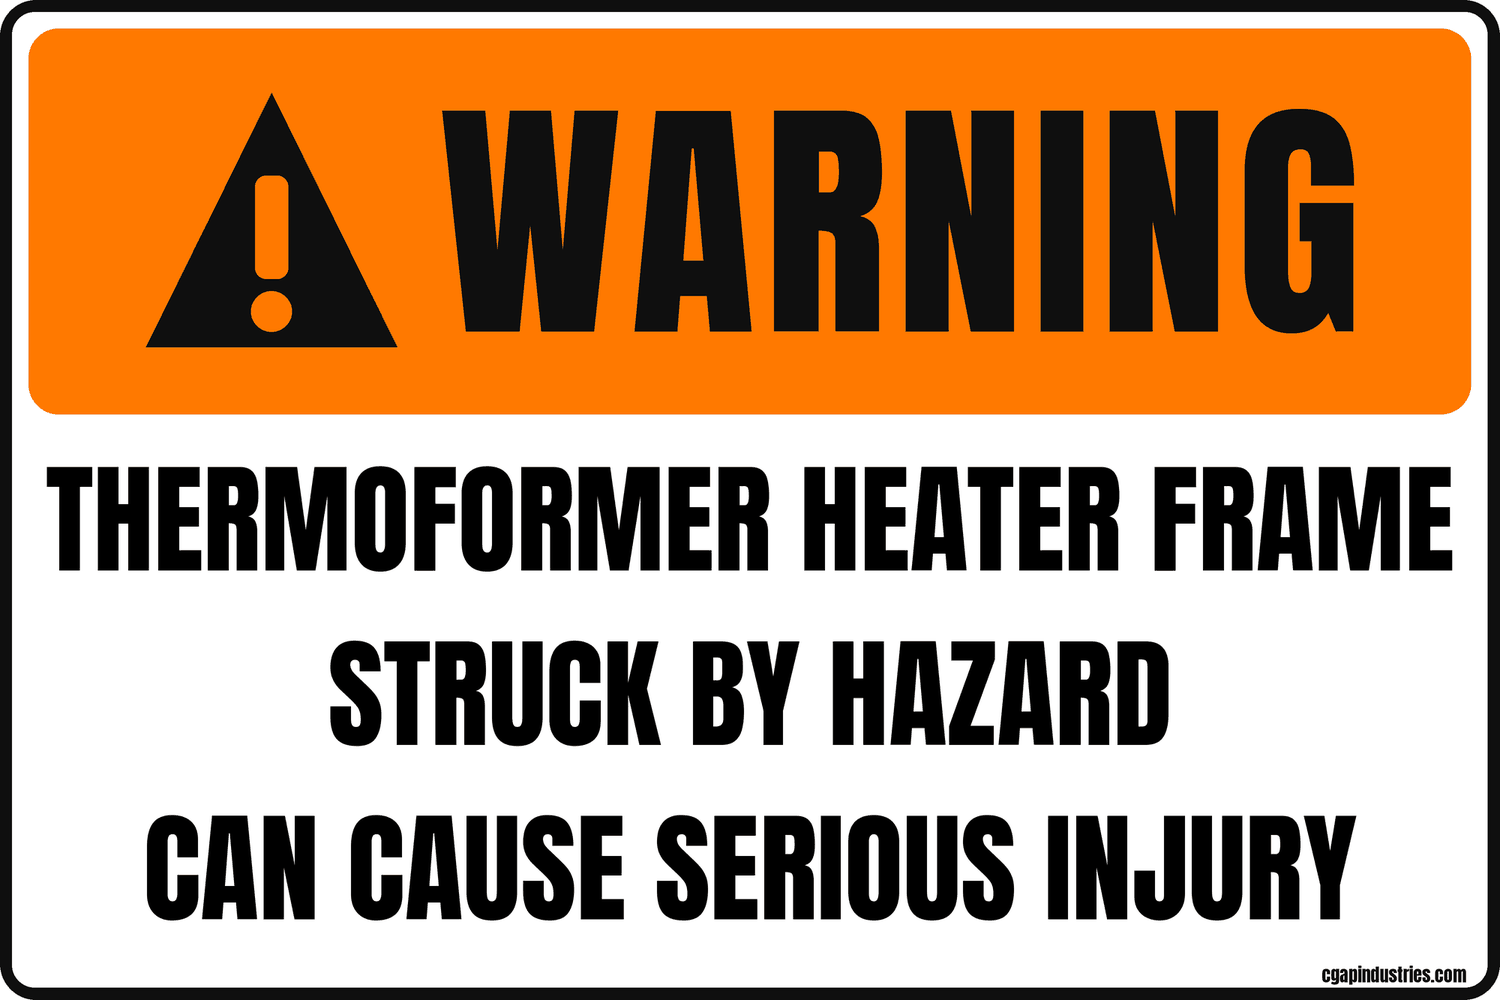 WARNING
THERMOFORMER HEATER FRAME
STRUCK BY HAZARD
CAN CAUSE SERIOUS INJURY
cgapindustries.com